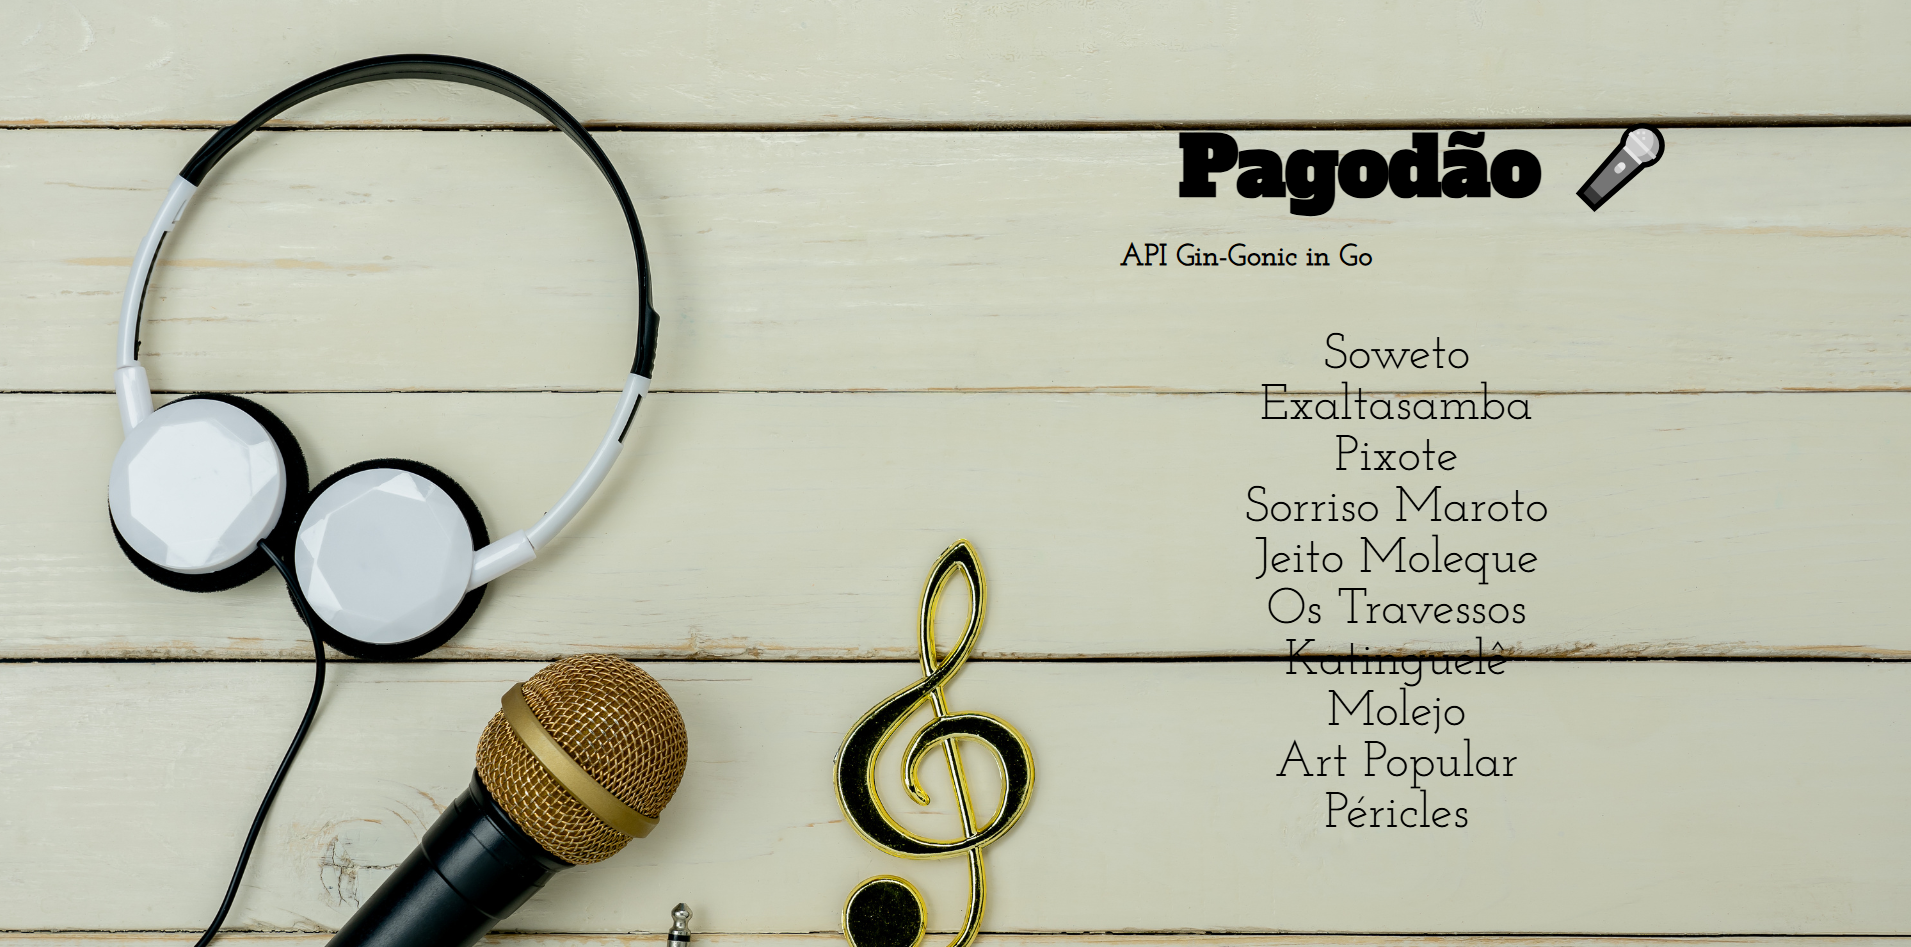 Pagodão
API Gin-Gonic in Go
Soweto
Exaltasamba
Pixote
Sorriso Maroto
Jeito Moleque
Os Travessos
Katinguelê
Molejo
Art Popular
Péricles